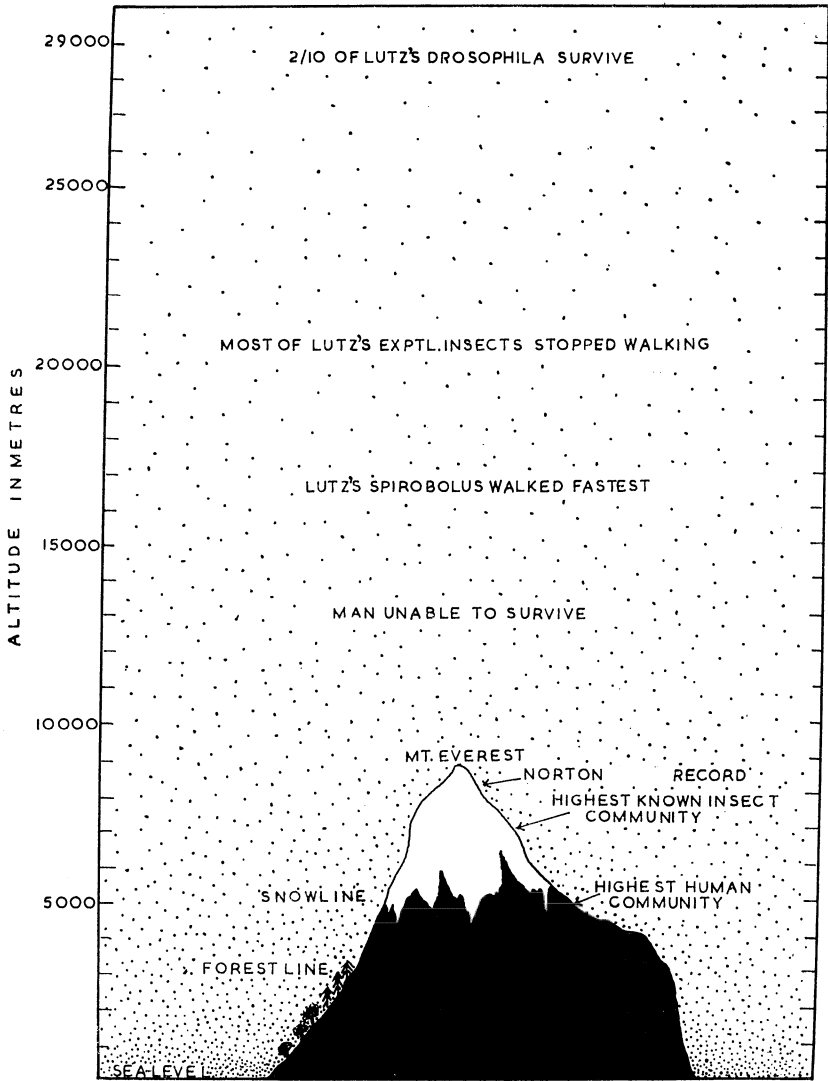 29000
2/10 OF LUTZ'S DROSOPHILA SURVIVE
25000
MOST OF LUTZ'S EXPTL. INSECTS STOPPED WALKING
20000
LUTZ'S SPIROBOLUS WALKED FASTEST
15000
MAN UNABLE TO SURVIVE
10000
MT. EVEREST
NORTON RECORD
HIGHEST KNOWN INSECT
COMMUNITY
SNOWLINE
HIGHEST HUMAN
COMMUNITY
5000
FOREST LINE
SEA-LEVEL
ALTITUDE IN METRES